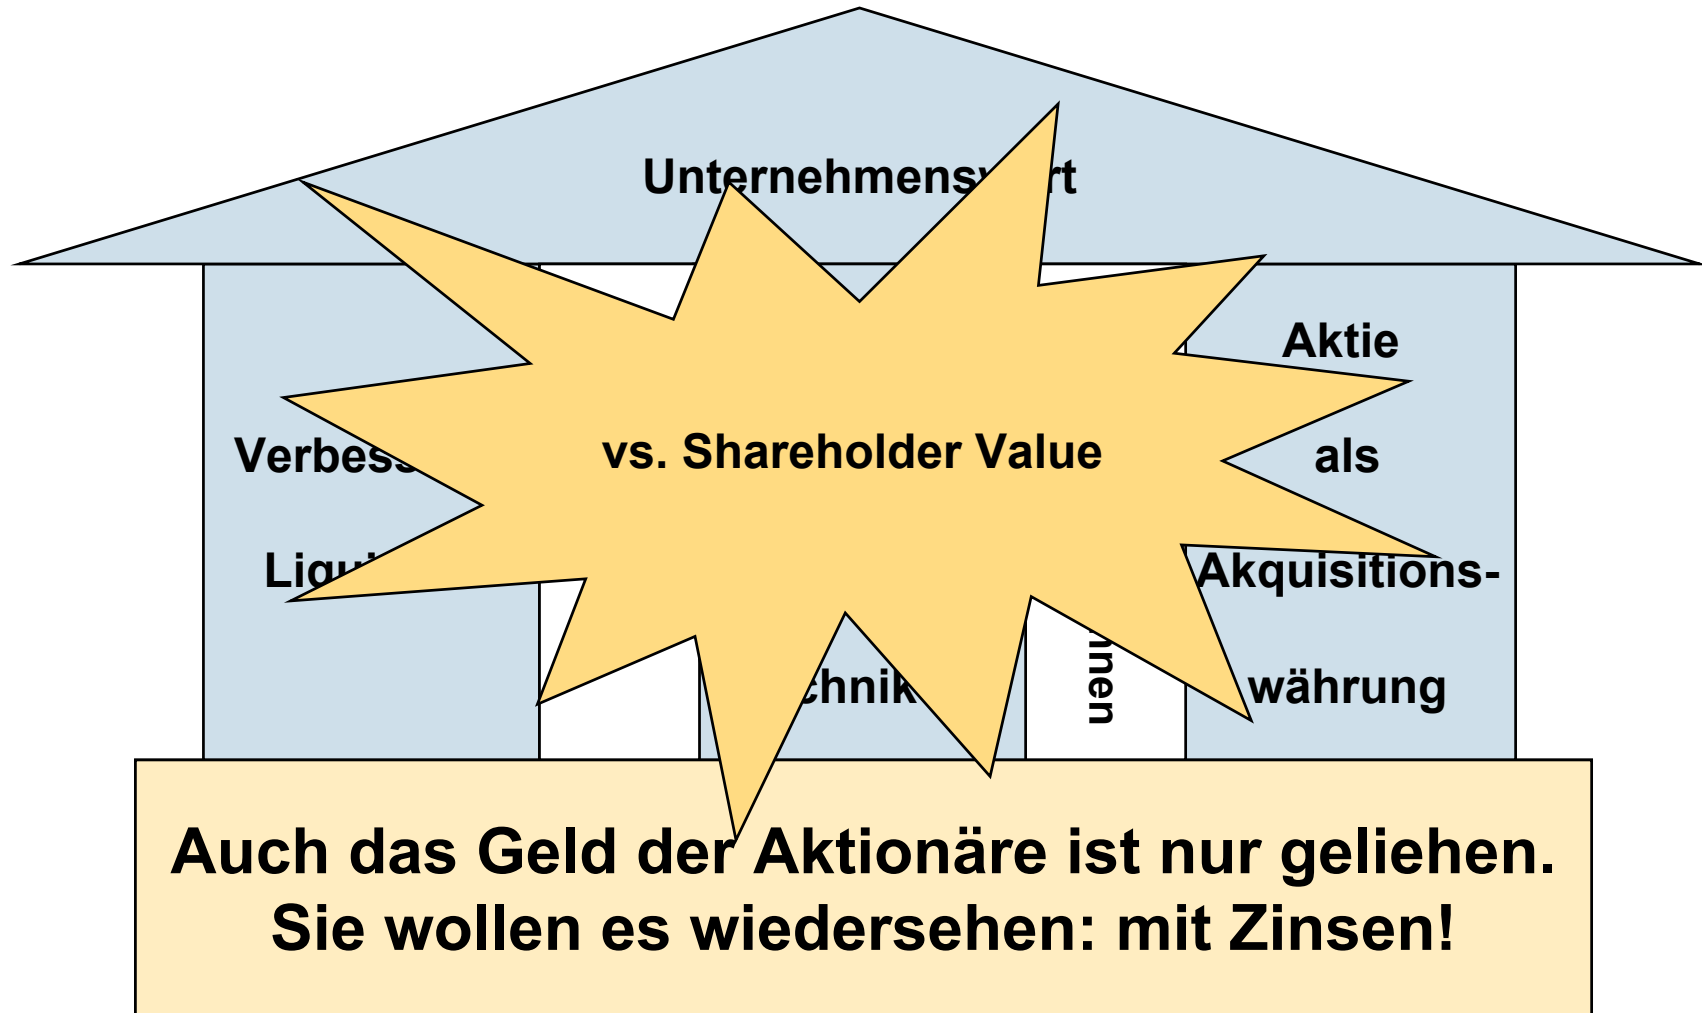 Unternehmenswert
Aktie
vs. Shareholder Value
als
Akquisitions-
währung
Auch das Geld der Aktionäre ist nur geliehen.
Sie wollen es wiedersehen: mit Zinsen!